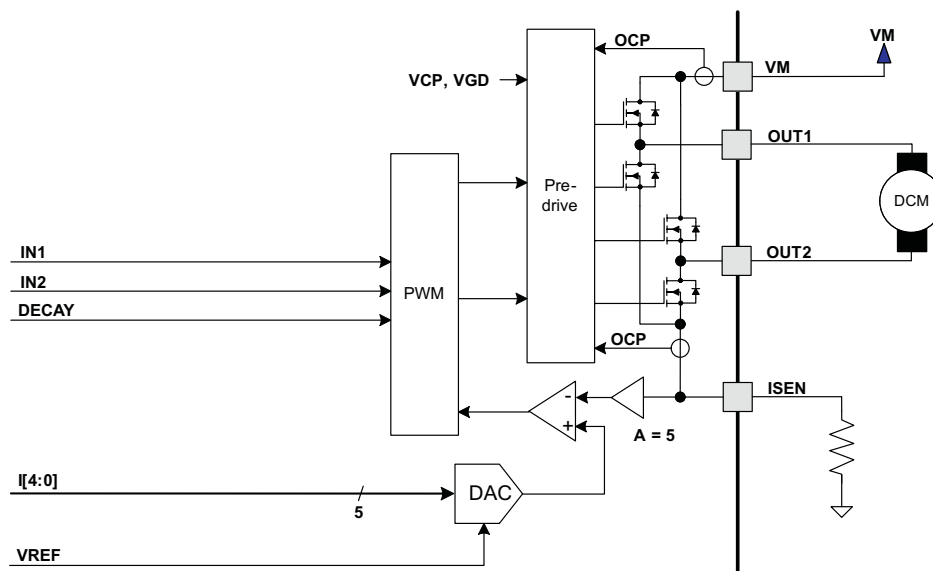 OCP
VM
VM
VCP, VGD
OUT1
Pre-
drive
DCM
IN1
OUT2
IN2
PWM
DECAY
OCP
ISEN
-
+
A = 5
I[4:0]
5
DAC
VREF